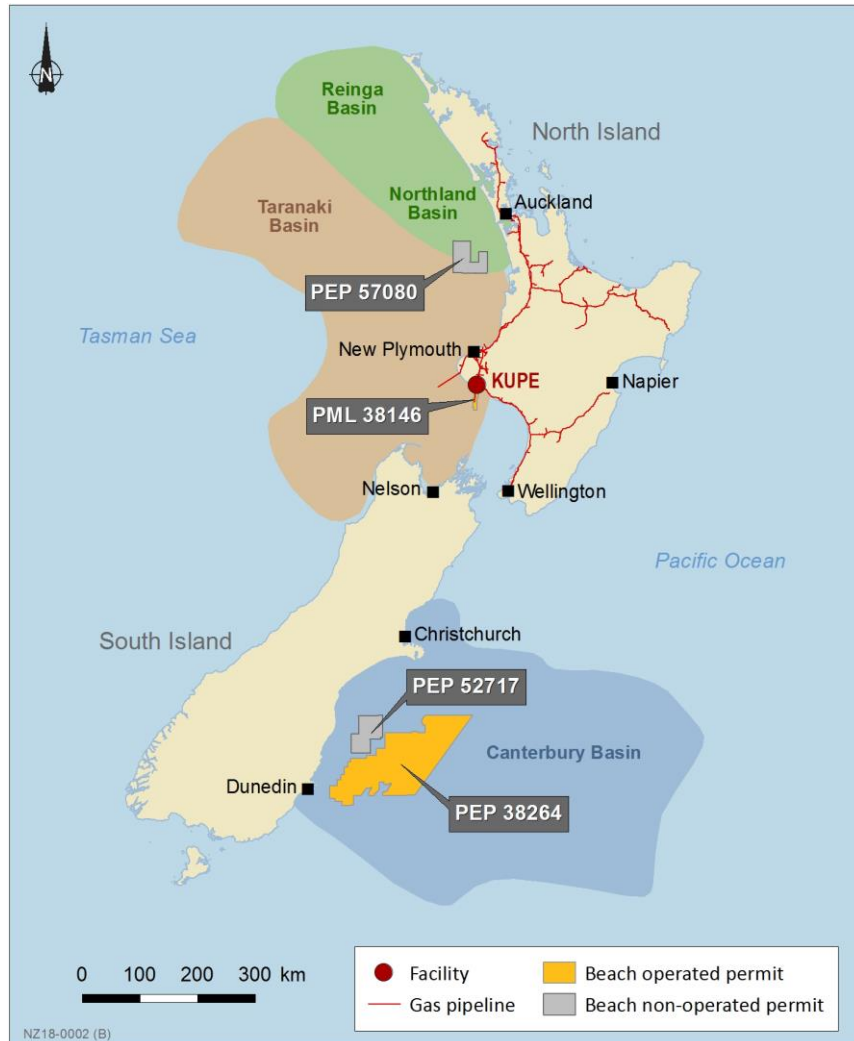 N
Reinga
Basin
North Island
Taranaki
Basin
Northland
Basin
Auckland
PEP 57080
Tasman Sea
New Plymouth
KUPE
Napier
PML 38146
Nelson
Wellington
Pacific Ocean
South Island
Christchurch
PEP 52717
Canterbury Basin
Dunedin
PEP 38264
0 100 200 300 km
Facility
Beach operated permit
Gas pipeline
Beach non-operated permit
NZ18-0002 (B)